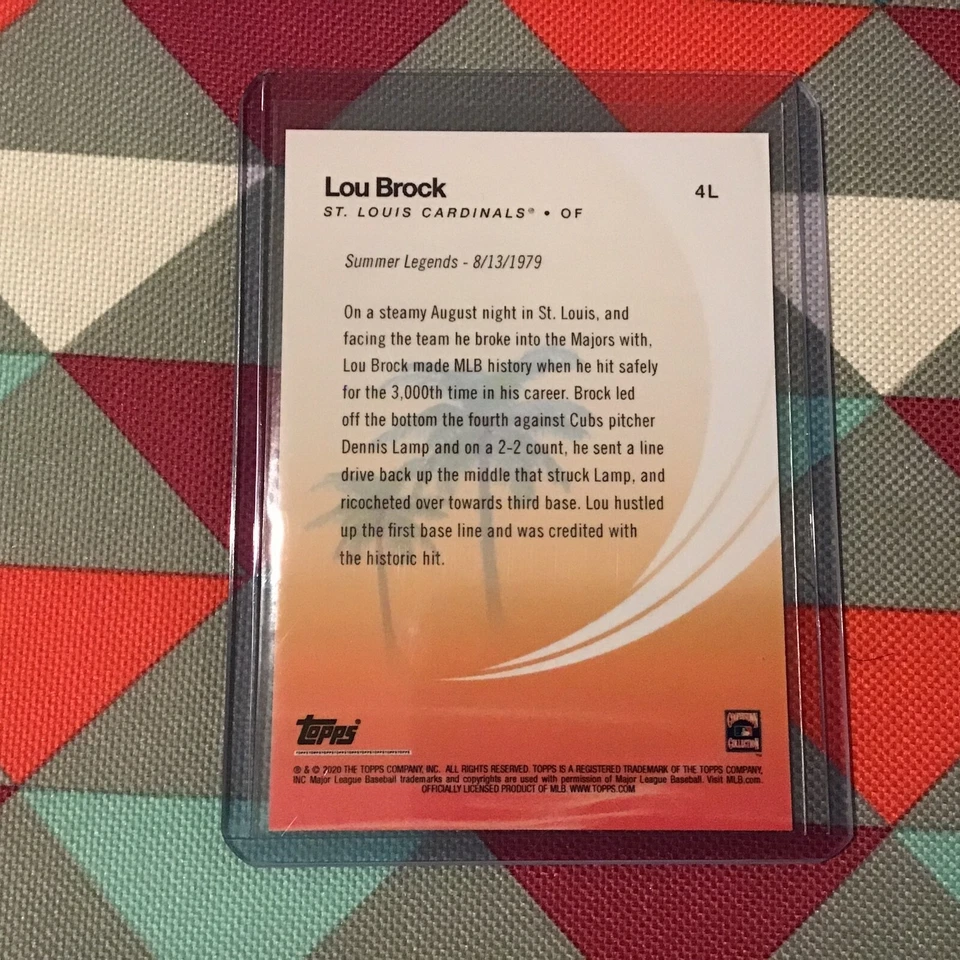 Lou Brock
4L
ST. LOUIS CARDINALS® • OF
Summer Legends - 8/13/1979
On a steamy August night in St. Louis, and
facing the team he broke into the Majors with,
Lou Brock made MLB history when he hit safely
for the 3,000th time in his career. Brock led
off the bottom the fourth against Cubs pitcher
Dennis Lamp and on a 2-2 count, he sent a line
drive back up the middle that struck Lamp, and
ricocheted over towards third base. Lou hustled
up the first base line and was credited with
the historic hit.
topps®
® & © 2020 THE TOPPS COMPANY, INC. ALL RIGHTS RESERVED. TOPPS IS A REGISTERED TRADEMARK OF THE TOPPS COMPANY,
INC Major League Baseball trademarks and copyrights are used with permission of Major League Baseball. Visit MLB.com.
OFFICIALLY LICENSED PRODUCT OF MLB. WWW.TOPPS.COM